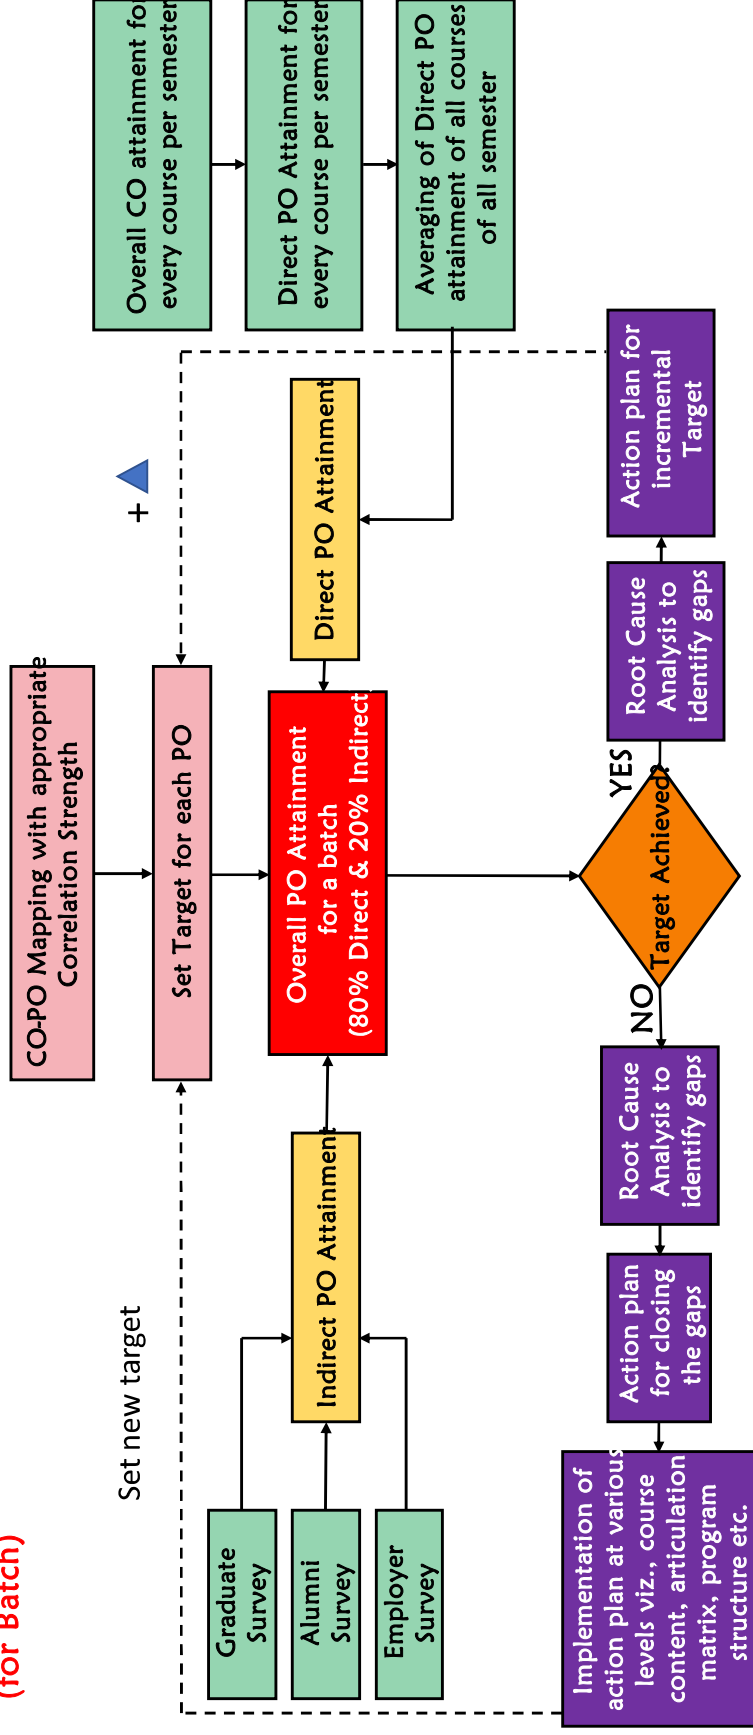 (for Batch)
CO-PO Mapping with appropriate
Correlation Strength
Set new target
+
Set Target for each PO
Graduate
Survey
Alumni
Survey
Employer
Survey
Indirect PO Attainment
Overall PO Attainment
for a batch
(80% Direct & 20% Indirect
Direct PO Attainment
Overall CO attainment for
every course per semester
Direct PO Attainment for
every course per semester
Averaging of Direct PO
attainment of all courses
of all semester
Implementation of
action plan at various
levels viz., course
content, articulation
matrix, program
structure etc.
Action plan
for closing
the gaps
Root Cause
Analysis to
identify gaps
NO
Target Achieved?
YES
Root Cause
Analysis to
identify gaps
Action plan for
incremental
Target